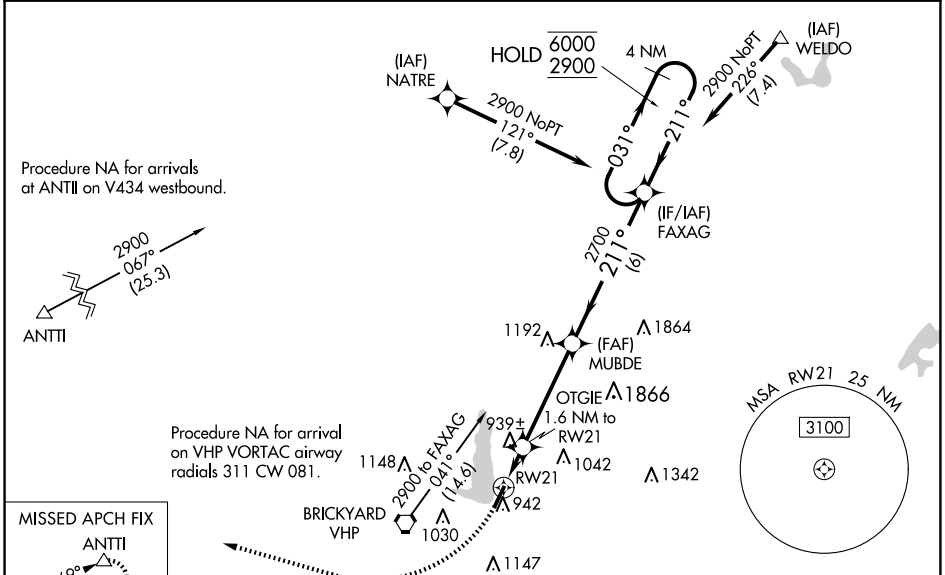 (IAF)
WELDO
2900 NoPT
226°
(7.4)
HOLD
6000
2900
4 NM
(IAF)
NATRE
2900 NoPT
121°
(7.8)
031°
211°
Procedure NA for arrivals
at ANTII on V434 westbound.
(IF/IAF)
FAXAG
2900
067°
(25.3)
ANTTI
2700
211°
(6)
1192
1864
(FAF)
MUBDE
OTGIE
1866
1.6 NM to
RW21
939±
MSA RW21 25 NM
3100
Procedure NA for arrival
on VHP VORTAC airway
radials 311 CW 081.
1148
2900 to FAXAG
041°
(14.6)
1042
1342
RW21
942
BRICKYARD
VHP
1030
1147
MISSED APCH FIX
ANTTI